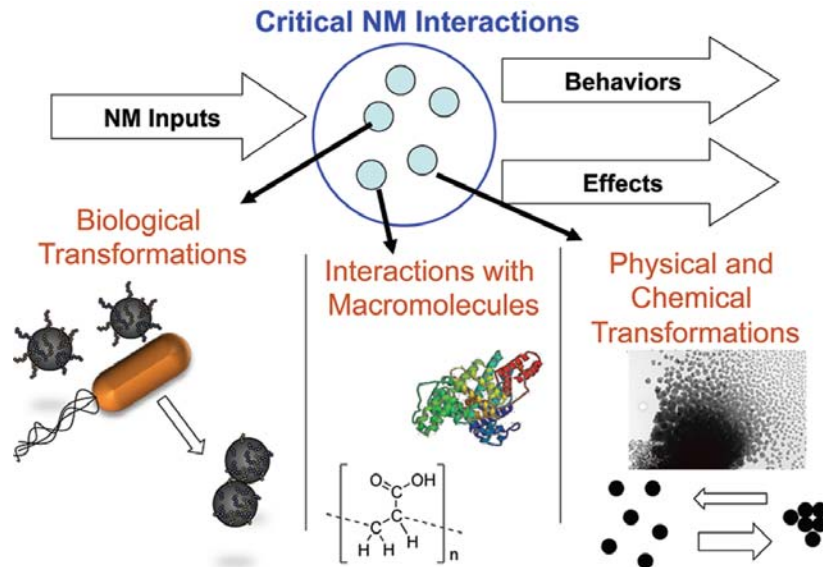 Critical NM Interactions
NM Inputs
Behaviors
Effects
Biological
Transformations
Interactions with
Macromolecules
Physical and
Chemical
Transformations
O
OH
C
C
C
H
H
H
n